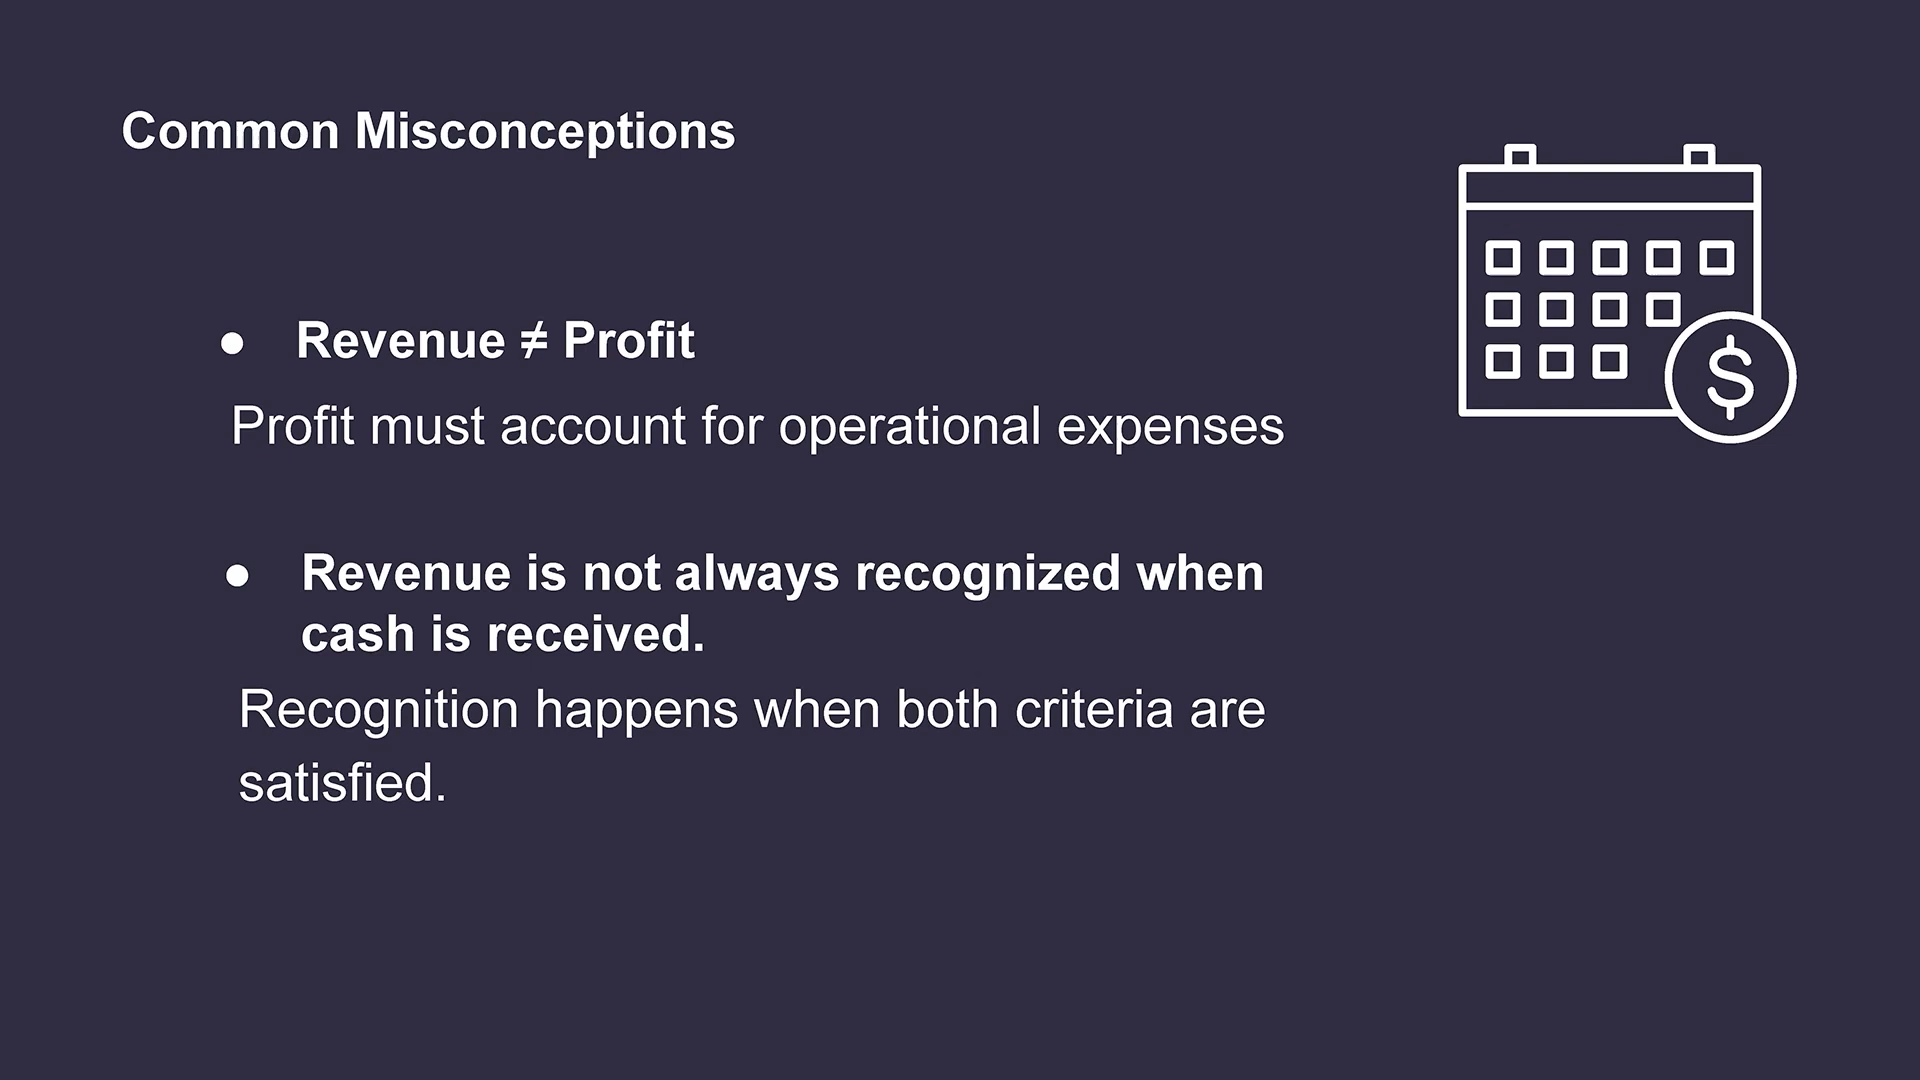 Common Misconceptions
● Revenue ≠ Profit
Profit must account for operational expenses
● Revenue is not always recognized when
cash is received.
Recognition happens when both criteria are
satisfied.
$